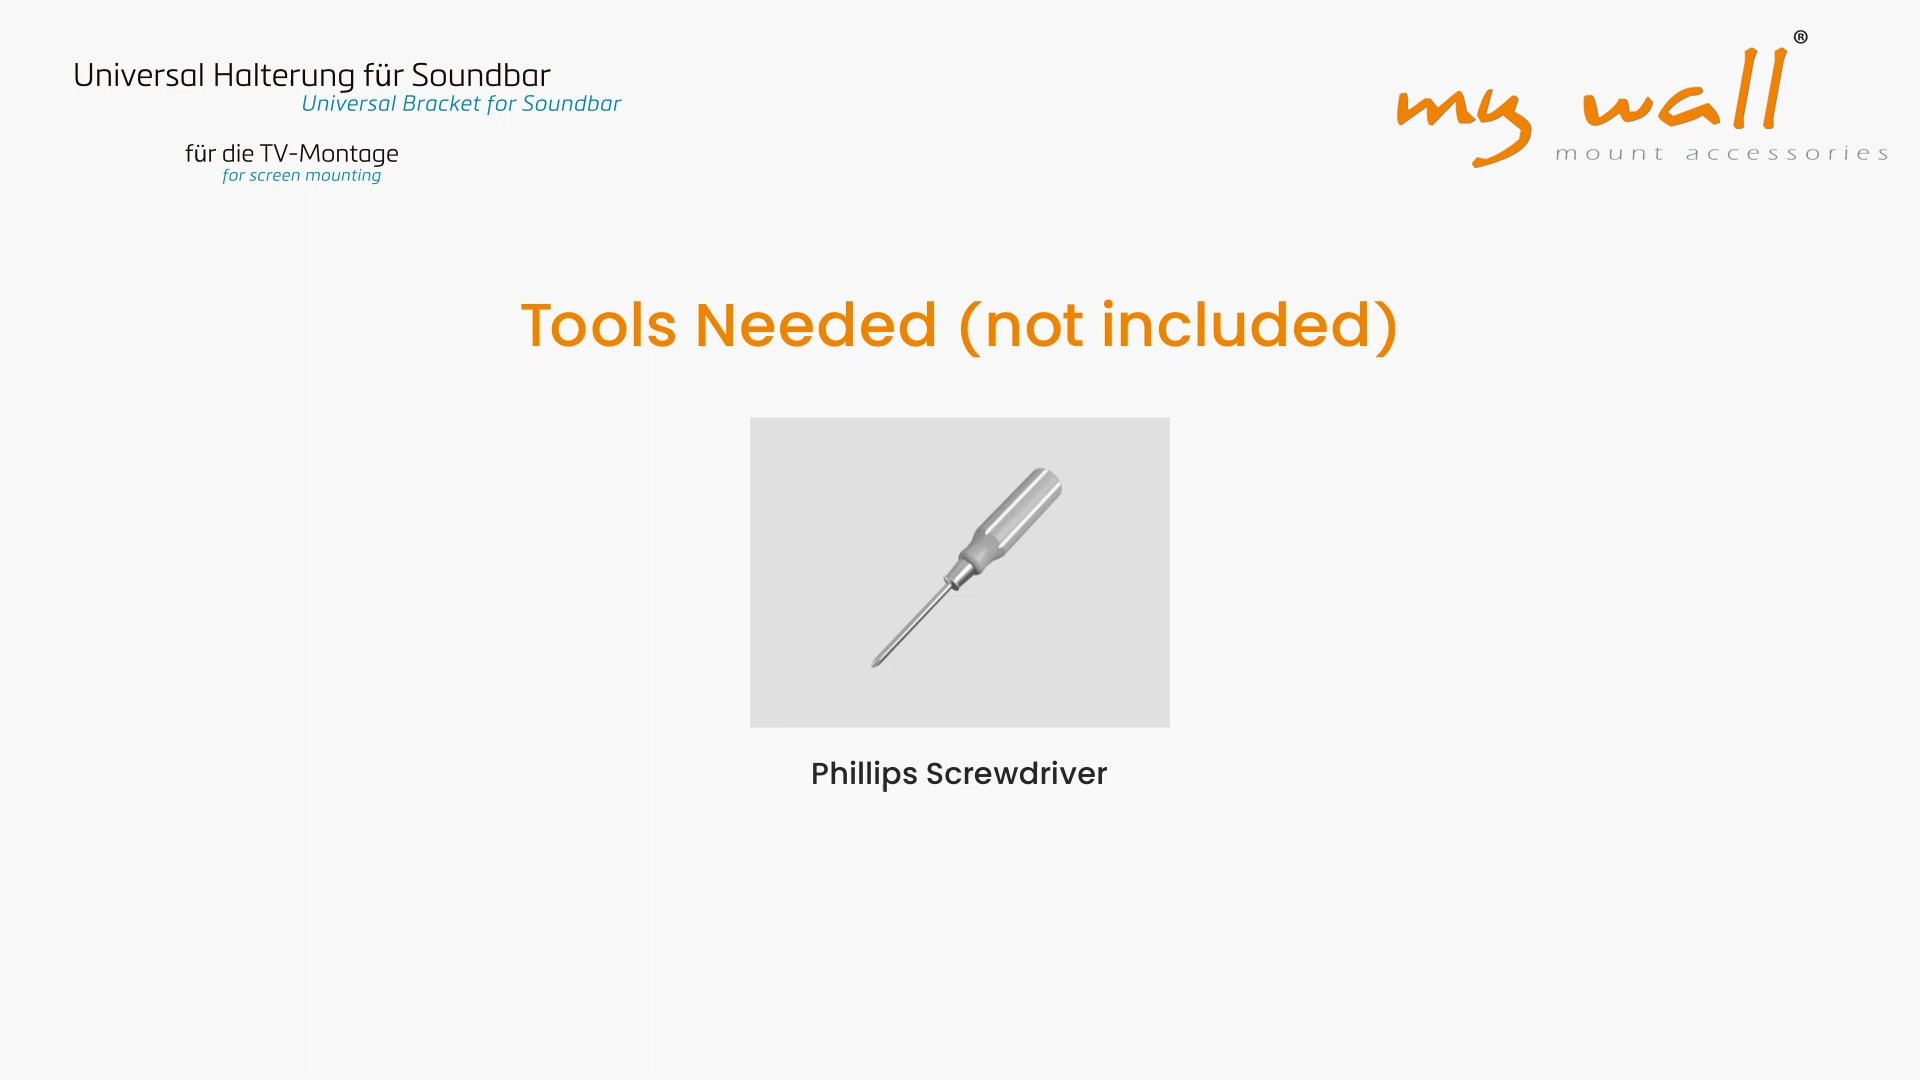 Universal Halterung für Soundbar
Universal Bracket for Soundbar
für die TV-Montage
for screen mounting
my wall®
mount accessories
Tools Needed (not included)
Phillips Screwdriver